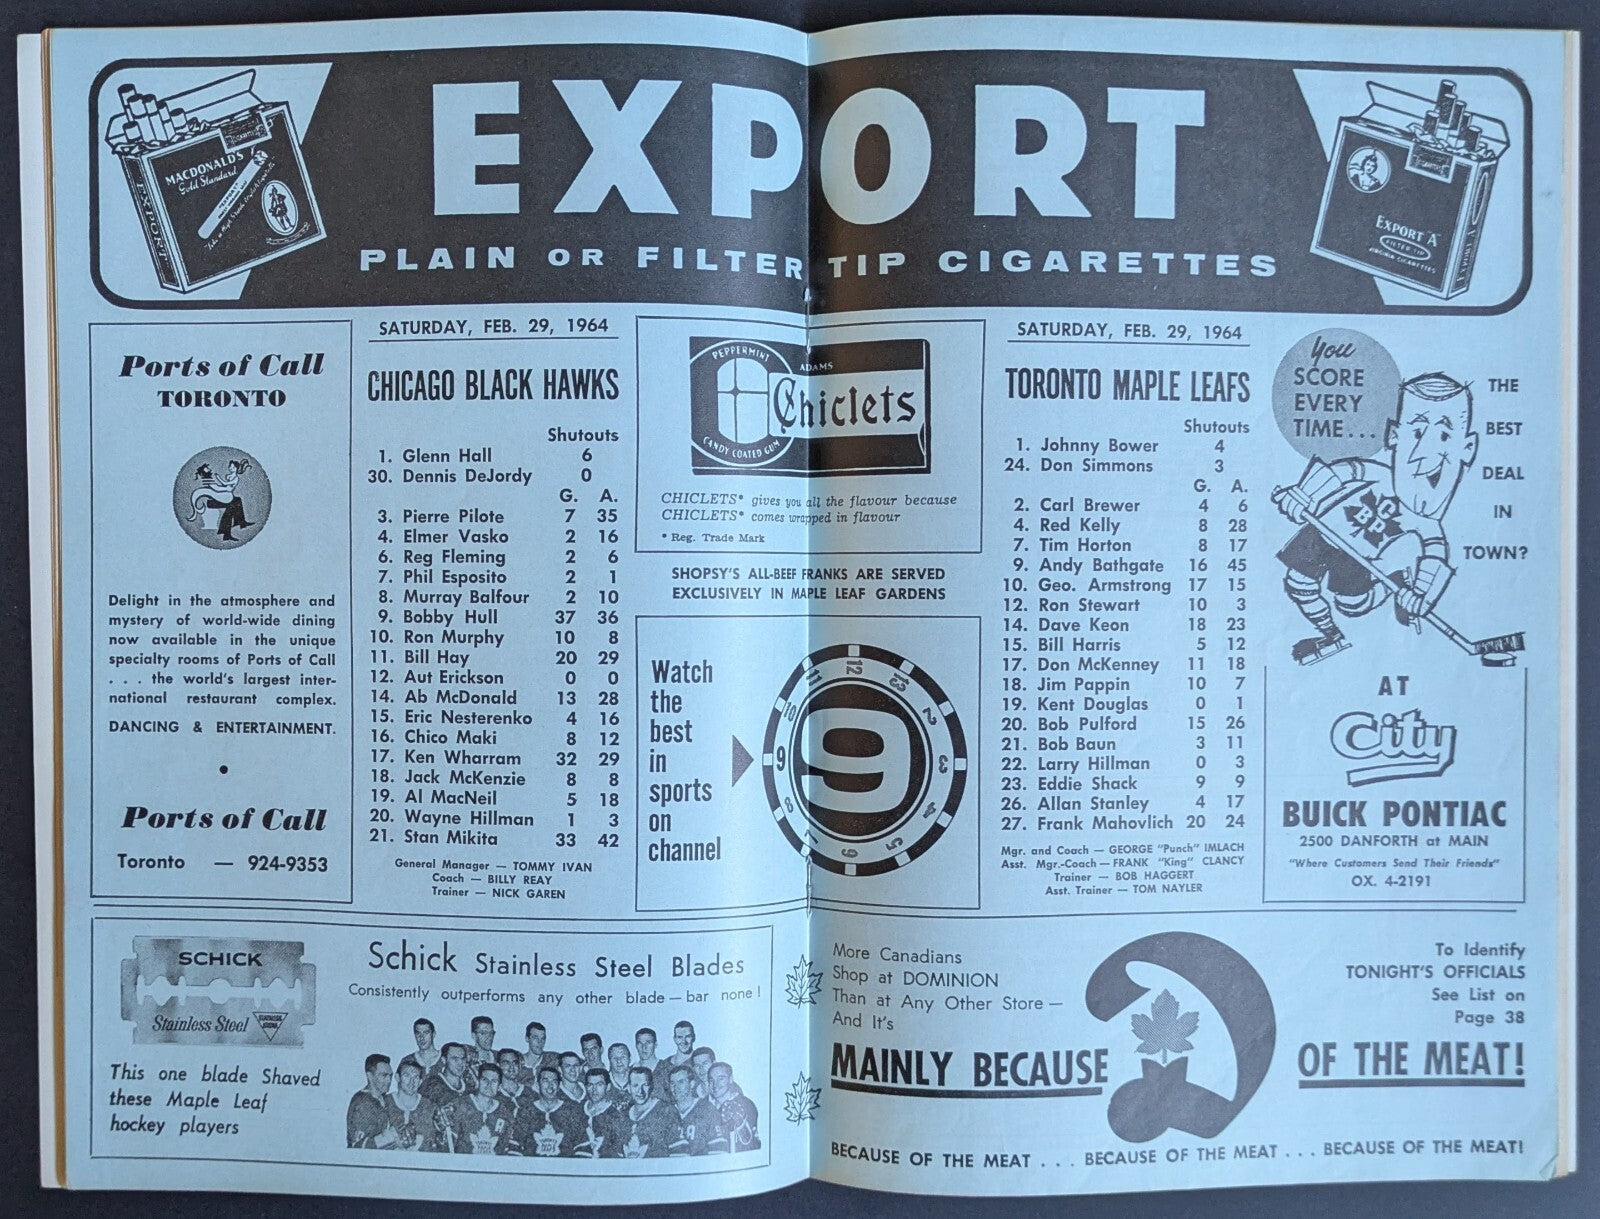 EXPORT
PLAIN OR FILTER TIP CIGARETTES
MACDONALD'S
Gold Standard
EXPORT
EXPORT "A"
FILTER TIP
VIRGINIA CIGARETTES
Ports of Call
TORONTO
Delight in the atmosphere and
mystery of world-wide dining
now available in the unique
specialty rooms of Ports of Call
. . . the world's largest inter-
national restaurant complex.
DANCING & ENTERTAINMENT.
Ports of Call
Toronto — 924-9353
SATURDAY, FEB. 29, 1964
CHICAGO BLACK HAWKS
Shutouts
1. Glenn Hall 6
30. Dennis DeJordy 0
G. A.
3. Pierre Pilote 7 35
4. Elmer Vasko 2 16
6. Reg Fleming 2 6
7. Phil Esposito 2 1
8. Murray Balfour 2 10
9. Bobby Hull 37 36
10. Ron Murphy 10 8
11. Bill Hay 20 29
12. Aut Erickson 0 0
14. Ab McDonald 13 28
15. Eric Nesterenko 4 16
16. Chico Maki 8 12
17. Ken Wharram 32 29
18. Jack McKenzie 8 8
19. Al MacNeil 5 18
20. Wayne Hillman 1 3
21. Stan Mikita 33 42
General Manager — TOMMY IVAN
Coach — BILLY REAY
Trainer — NICK GAREN
PEPPERMINT
ADAMS
Chiclets
CANDY COATED GUM
CHICLETS* gives you all the flavour because
CHICLETS* comes wrapped in flavour
* Reg. Trade Mark
SHOPSY'S ALL-BEEF FRANKS ARE SERVED
EXCLUSIVELY IN MAPLE LEAF GARDENS
Watch
the
best
in
sports
on
channel
9
12 13 2 3 4 5 6 7 8 9 10
SATURDAY, FEB. 29, 1964
TORONTO MAPLE LEAFS
Shutouts
1. Johnny Bower 4
24. Don Simmons 3
G. A.
2. Carl Brewer 4 6
4. Red Kelly 8 28
7. Tim Horton 8 17
9. Andy Bathgate 16 45
10. Geo. Armstrong 17 15
12. Ron Stewart 10 3
14. Dave Keon 18 23
15. Bill Harris 5 12
17. Don McKenney 11 18
18. Jim Pappin 10 7
19. Kent Douglas 0 1
20. Bob Pulford 15 26
21. Bob Baun 3 11
22. Larry Hillman 0 3
23. Eddie Shack 9 9
26. Allan Stanley 4 17
27. Frank Mahovlich 20 24
Mgr. and Coach — GEORGE "Punch" IMLACH
Asst. Mgr.-Coach — FRANK "King" CLANCY
Trainer — BOB HAGGERT
Asst. Trainer — TOM NAYLER
You
SCORE
EVERY
TIME...
THE
BEST
DEAL
IN
TOWN?
C
BP
AT
City
BUICK PONTIAC
2500 DANFORTH at MAIN
"Where Customers Send Their Friends"
OX. 4-2191
SCHICK
Stainless Steel
Schick Stainless Steel Blades
Consistently outperforms any other blade — bar none!
This one blade Shaved
these Maple Leaf
hockey players
More Canadians
Shop at DOMINION
Than at Any Other Store —
And It's
MAINLY BECAUSE OF THE MEAT!
To Identify
TONIGHT'S OFFICIALS
See List on
Page 38
BECAUSE OF THE MEAT . . . BECAUSE OF THE MEAT . . . BECAUSE OF THE MEAT!